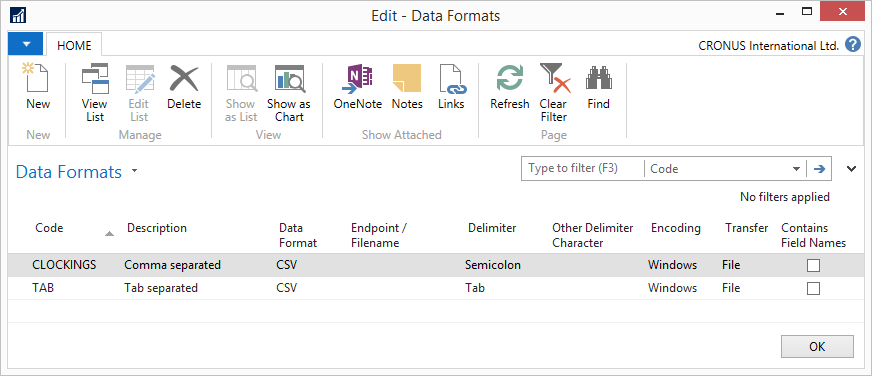 Edit - Data Formats
HOME
CRONUS International Ltd.
New
View List
Edit List
Delete
Show as List
Show as Chart
OneNote
Notes
Links
Refresh
Clear Filter
Find
New
Manage
View
Show Attached
Page
Data Formats
Type to filter (F3)
Code
No filters applied
Code Description Data Format Endpoint / Filename Delimiter Other Delimiter Character Encoding Transfer Contains Field Names
CLOCKINGS Comma separated CSV Semicolon Windows File
TAB Tab separated CSV Tab Windows File
OK